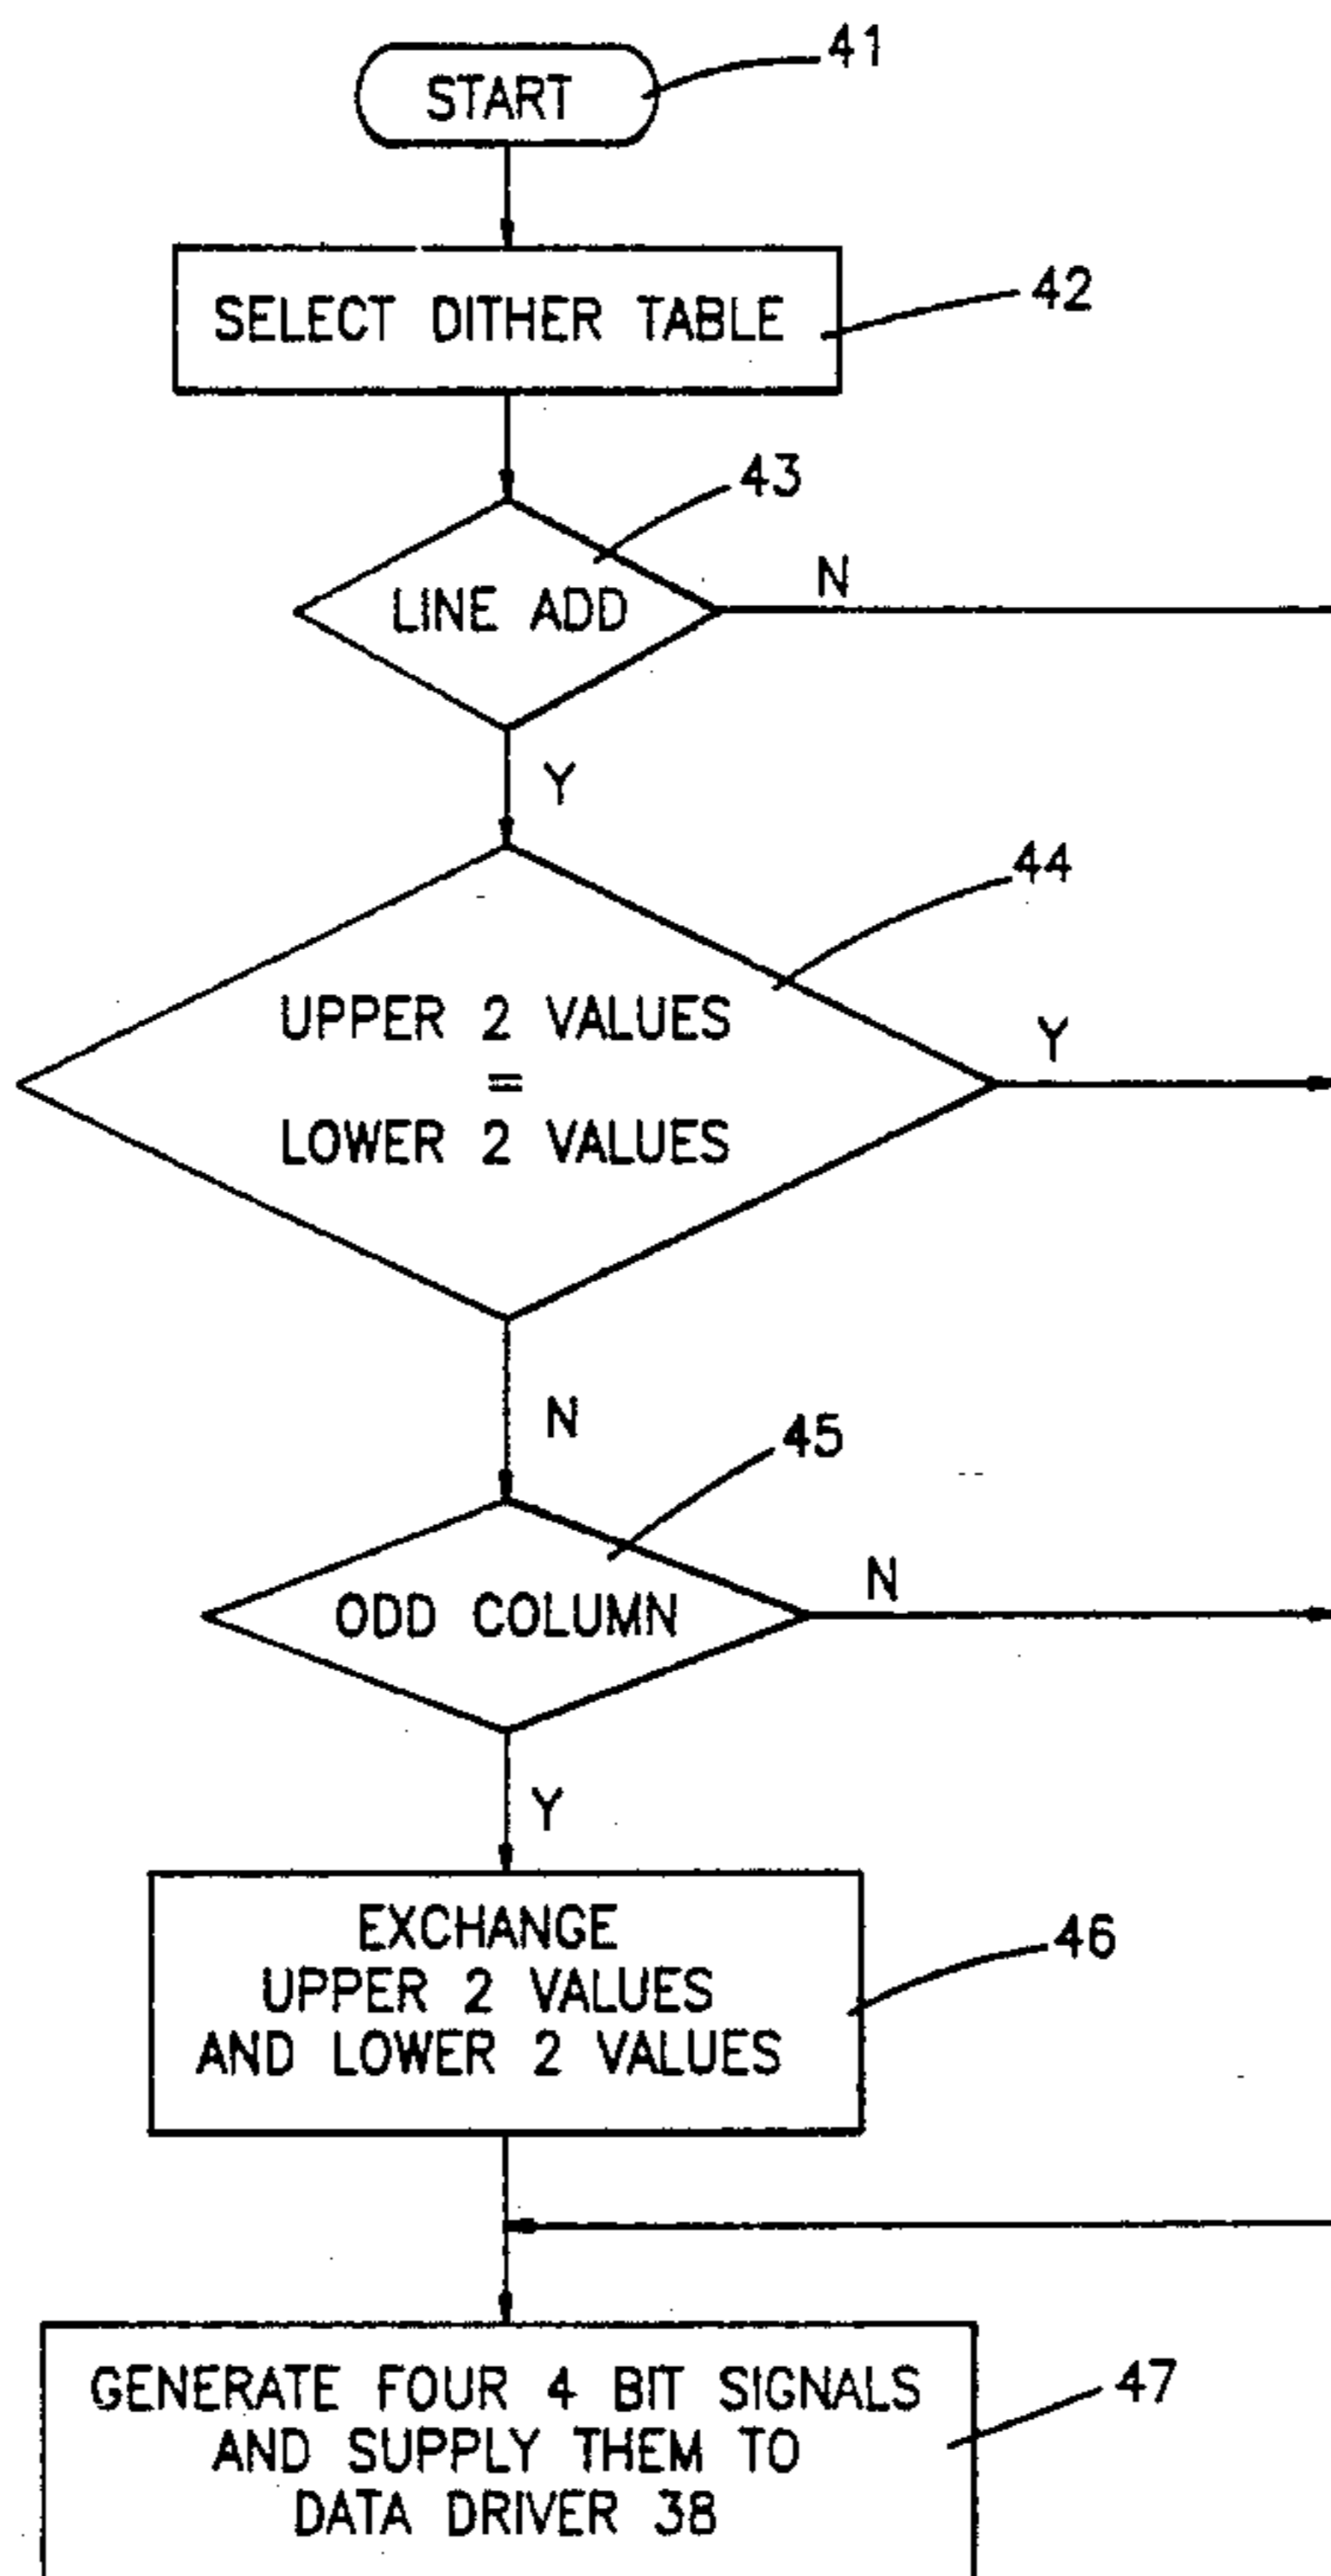 START
41
SELECT DITHER TABLE
42
43
LINE ADD
N
Y
44
UPPER 2 VALUES
=
LOWER 2 VALUES
Y
N
45
ODD COLUMN
N
Y
EXCHANGE
UPPER 2 VALUES
AND LOWER 2 VALUES
46
GENERATE FOUR 4 BIT SIGNALS
AND SUPPLY THEM TO
DATA DRIVER 38
47